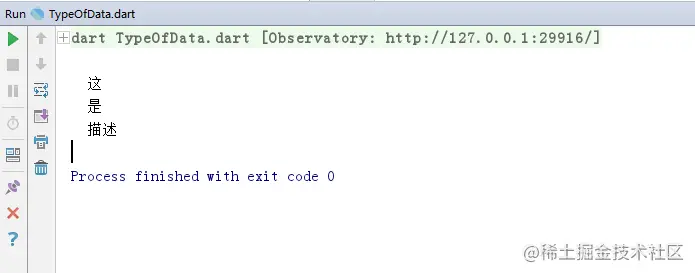 Run TypeOfData.dart
dart TypeOfData.dart [Observatory: http://127.0.0.1:29916/]
这
是
描述
Process finished with exit code 0
@稀土掘金技术社区